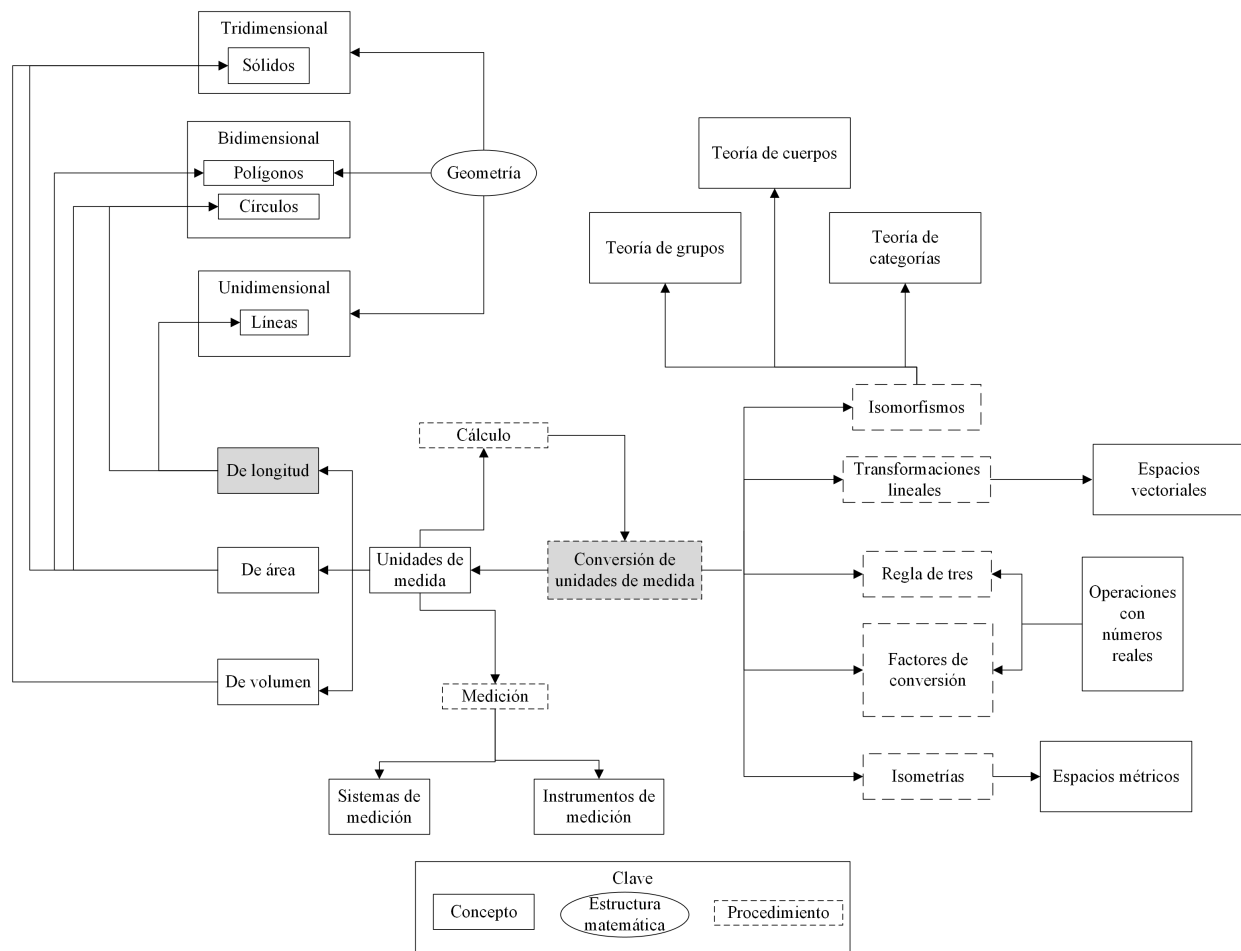 Tridimensional
Sólidos
Bidimensional
Polígonos
Círculos
Unidimensional
Líneas
Geometría
Teoría de cuerpos
Teoría de grupos
Teoría de
categorías
Isomorfismos
Transformaciones
lineales
Espacios
vectoriales
Cálculo
De longitud
De área
De volumen
Unidades de
medida
Conversión de
unidades de medida
Regla de tres
Factores de
conversión
Operaciones
con
números
reales
Medición
Sistemas de
medición
Instrumentos de
medición
Isometrías
Espacios métricos
Clave
Concepto
Estructura
matemática
Procedimiento